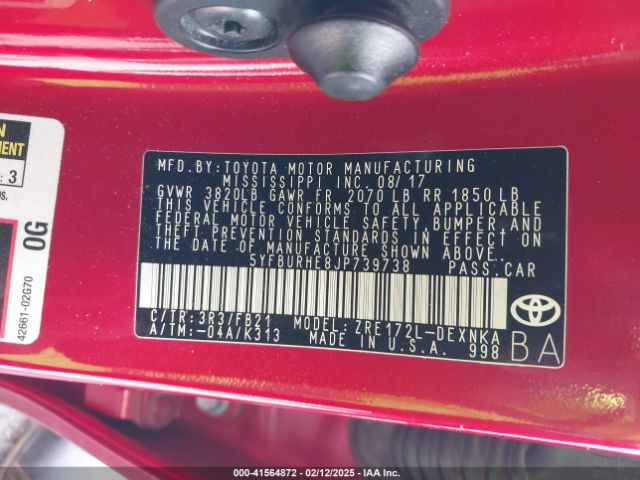 MFD.BY:TOYOTA MOTOR MANUFACTURING
MISSISSIPPI INC. 08/17
GVWR 3820LB GAWR FR 2070 LB RR 1850 LB
THIS VEHICLE CONFORMS TO ALL APPLICABLE
FEDERAL MOTOR VEHICLE SAFETY, BUMPER, AND
THEFT PREVENTION STANDARDS IN EFFECT ON
THE DATE OF MANUFACTURE SHOWN ABOVE.
5YFBURHE8JP739738 PASS.CAR
C/TR:3R3/FB21 MODEL: ZRE172L-DEXNKA
A/TM:-04A/K313 MADE IN U.S.A. 998
BA
: 3
0G
42661-02G70
000-41564872 / 02/12/2025 / IAA Inc.